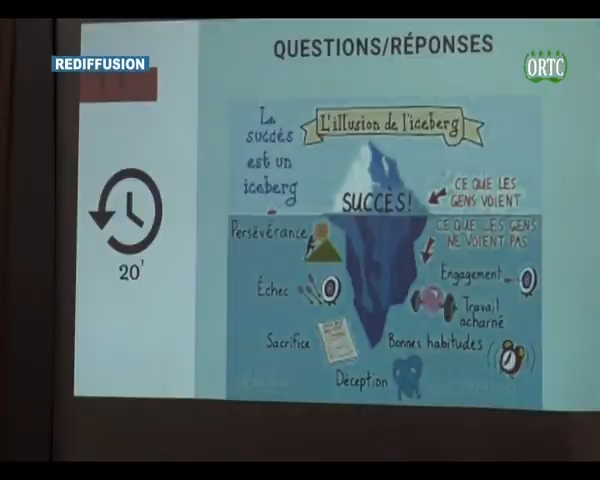 REDIFFUSION
QUESTIONS/RÉPONSES
ORTC
20'
Le
succès
est un
iceberg
L'illusion de l'iceberg
SUCCÈS!
CE QUE LES
GENS VOIENT
CE QUE LES GENS
NE VOIENT PAS
Persévérance
Engagement
Échec
Travail
acharné
Sacrifice
Bonnes habitudes
Déception